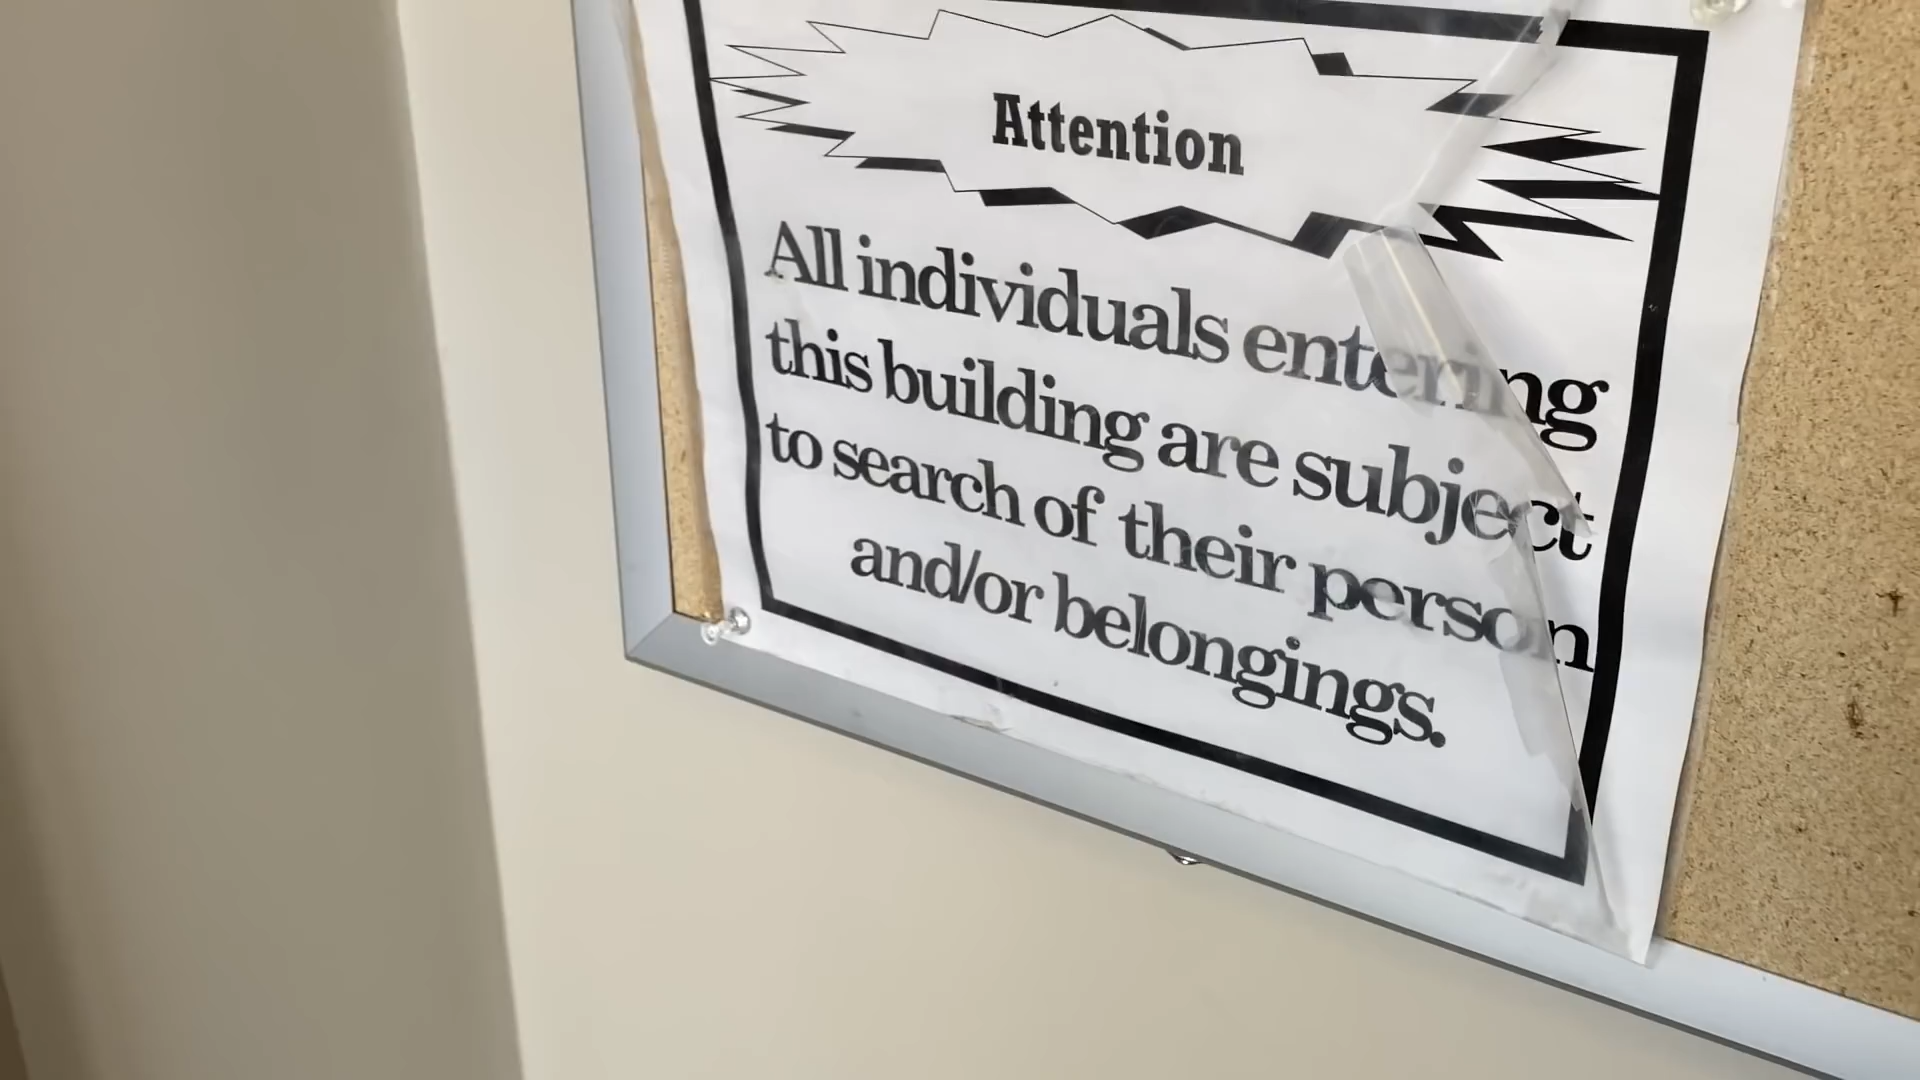 Attention
All individuals entering
this building are subject
to search of their person
and/or belongings.